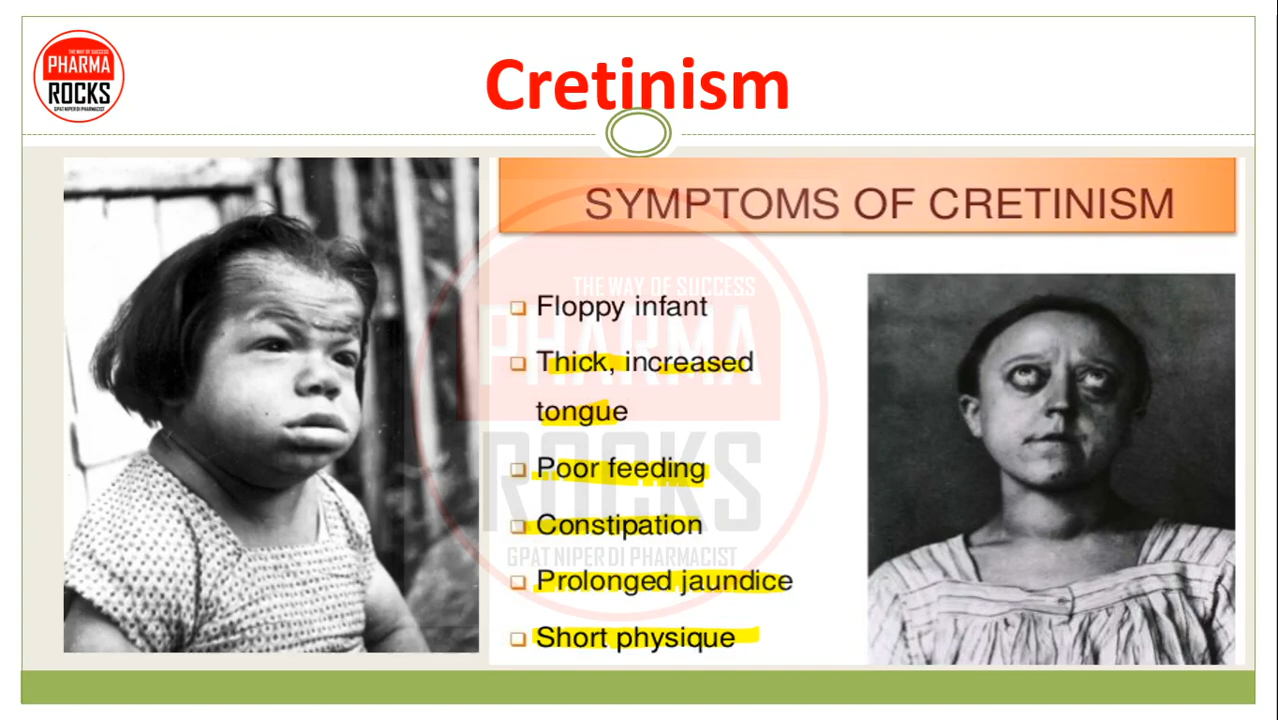 THE WAY OF SUCCESS
PHARMA
ROCKS
GPAT NIPER DI PHARMACIST
Cretinism
SYMPTOMS OF CRETINISM
THE WAY OF SUCCESS
PHARMA
ROCKS
GPAT NIPER DI PHARMACIST
Floppy infant
Thick, increased
tongue
Poor feeding
Constipation
Prolonged jaundice
Short physique